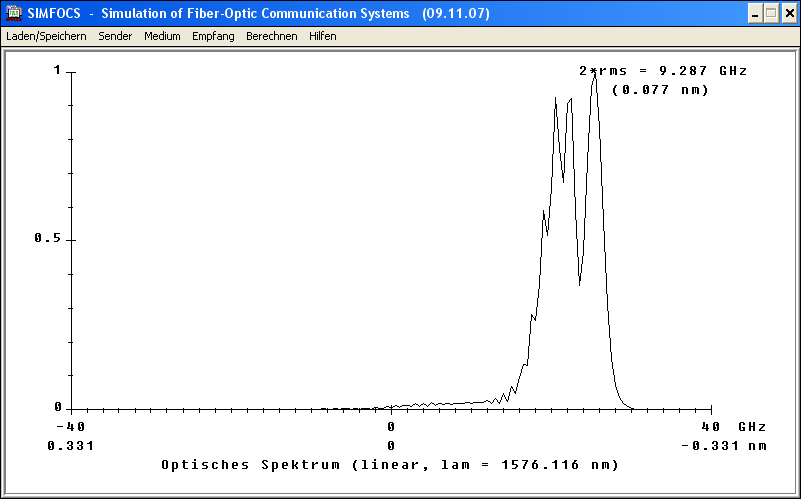 SIMFOCS - Simulation of Fiber-Optic Communication Systems (09.11.07)
Laden/Speichern Sender Medium Empfang Berechnen Hilfen
1
2*rms = 9.287 GHz
(0.077 nm)
0.5
0
-40 0 40 GHz
0.331 0 -0.331 nm
Optisches Spektrum (linear, lam = 1576.116 nm)